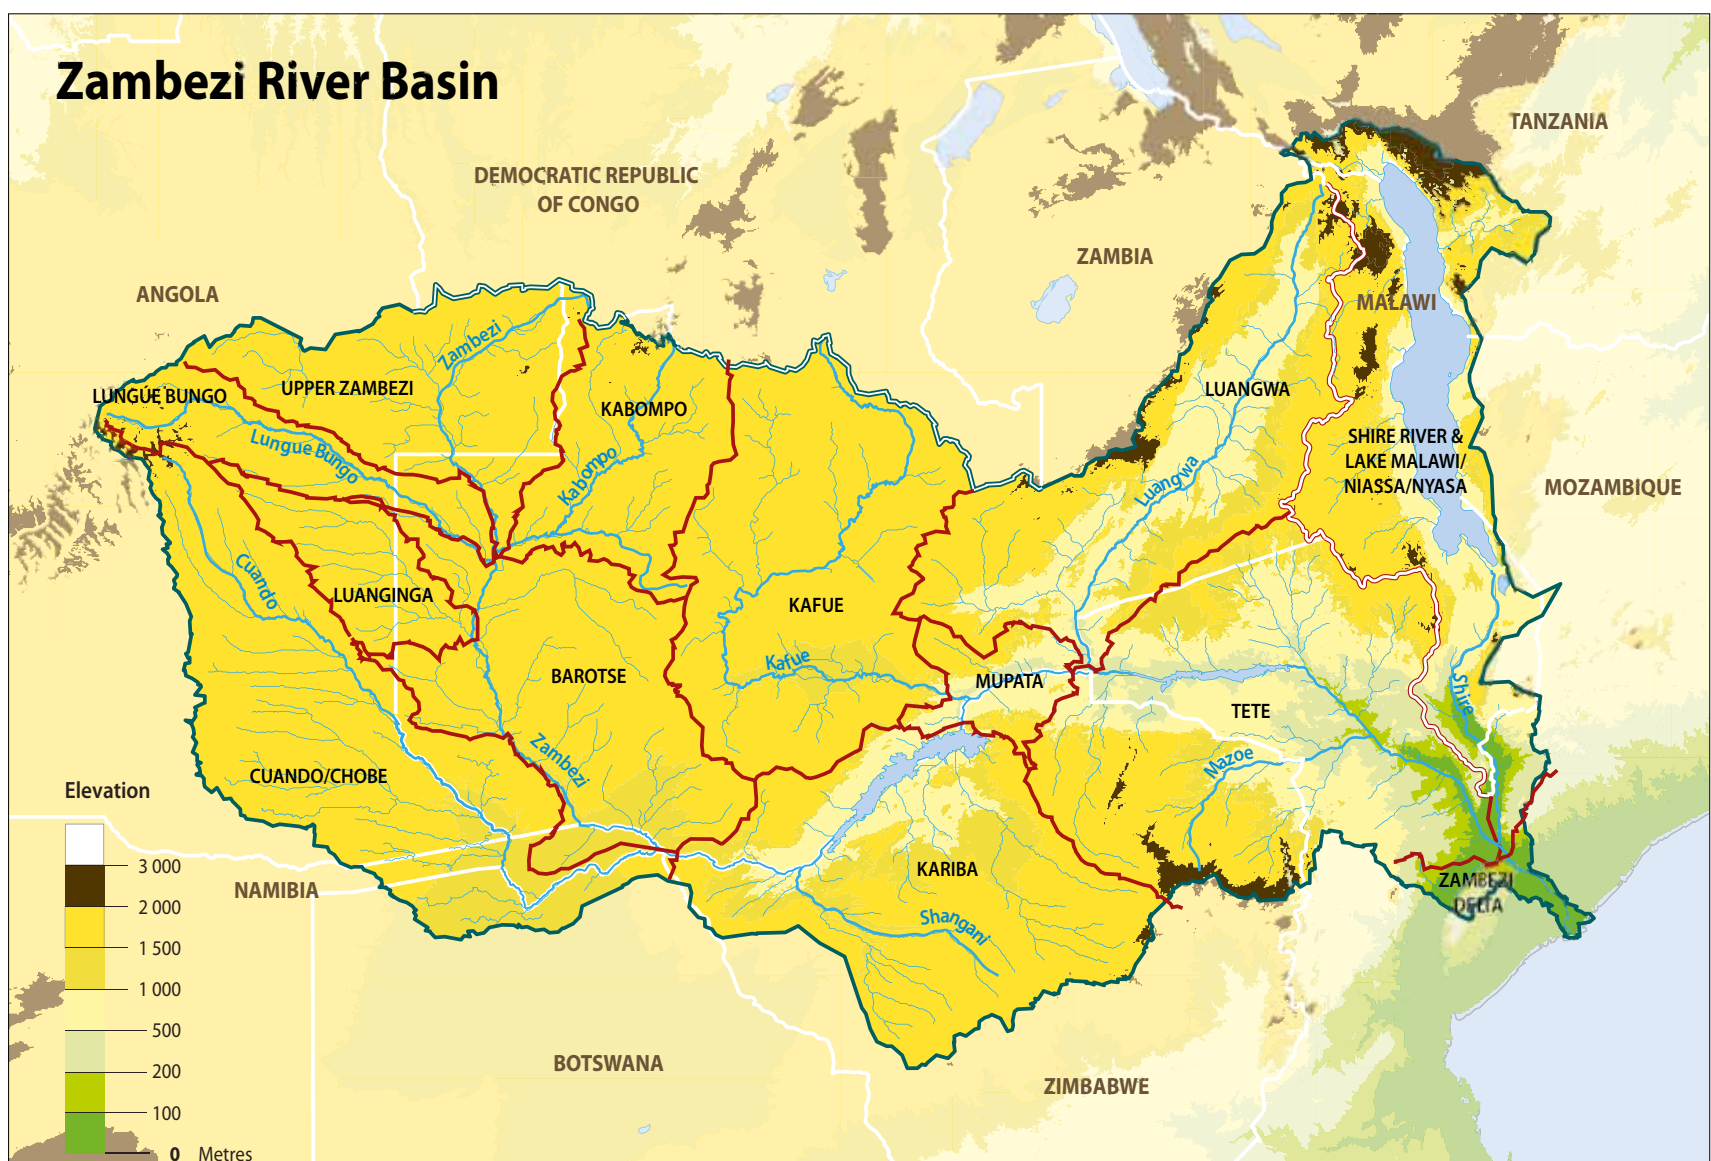 Zambezi River Basin
TANZANIA
DEMOCRATIC REPUBLIC
OF CONGO
ZAMBIA
ANGOLA
MALAWI
Zambezi
LUNGÚE BUNGO
UPPER ZAMBEZI
KABOMPO
LUANGWA
Lungue Bungo
Kabompo
Luangwa
SHIRE RIVER &
LAKE MALAWI/
NIASSA/NYASA
MOZAMBIQUE
Cuando
LUANGINGA
KAFUE
BAROTSE
Kafue
MUPATA
TETE
Shire
Zambezi
Mazoe
CUANDO/CHOBE
KARIBA
Shangani
ZAMBEZI
DELTA
NAMIBIA
BOTSWANA
ZIMBABWE
Elevation
3 000
2 000
1 500
1 000
500
200
100
0 Metres